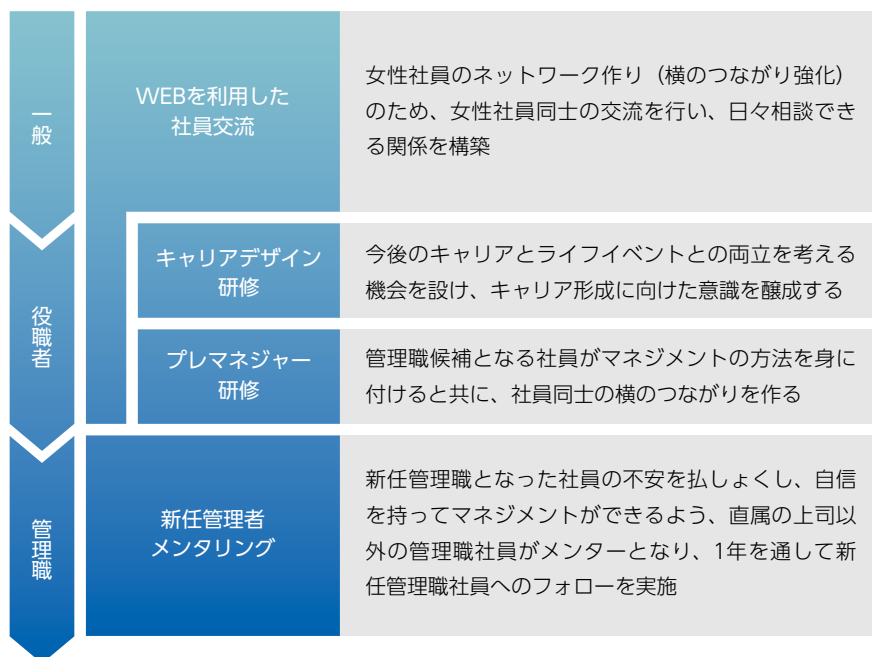 一般
WEBを利用した
社員交流
女性社員のネットワーク作り（横のつながり強化）
のため、女性社員同士の交流を行い、日々相談でき
る関係を構築
役職者
キャリアデザイン
研修
今後のキャリアとライフイベントとの両立を考える
機会を設け、キャリア形成に向けた意識を醸成する
プレマネジャー
研修
管理職候補となる社員がマネジメントの方法を身に
付けると共に、社員同士の横のつながりを作る
管理職
新任管理者
メンタリング
新任管理職となった社員の不安を払しょくし、自信
を持ってマネジメントができるよう、直属の上司以
外の管理職社員がメンターとなり、1年を通して新
任管理職社員へのフォローを実施